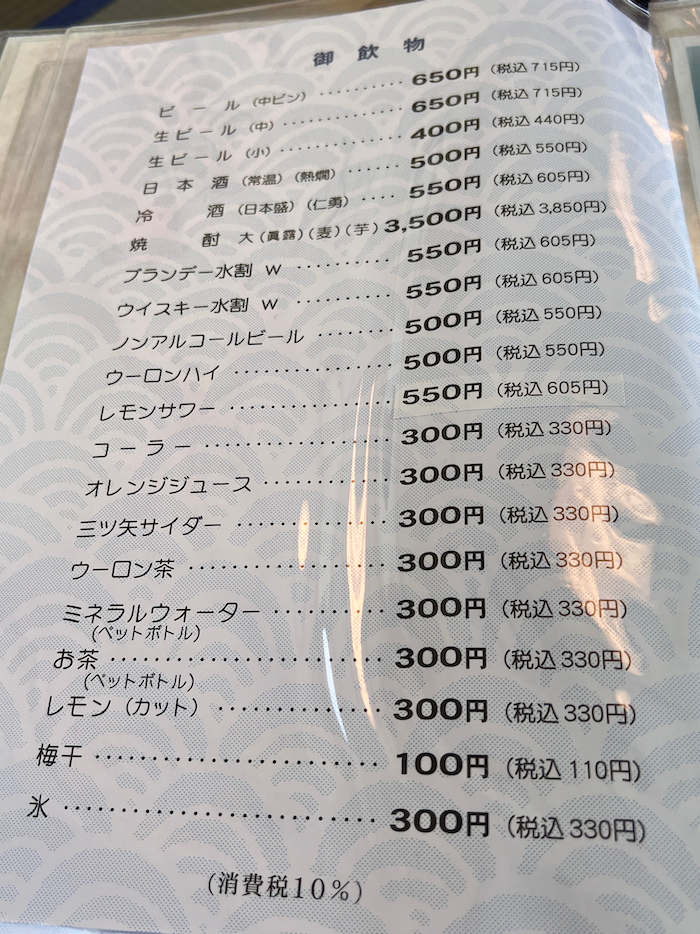 御飲物
ビール（中ビン）・・・・・・・・・・650円（税込715円）
生ビール（中）・・・・・・・・・・・・・650円（税込715円）
生ビール（小）・・・・・・・・・・・・・400円（税込440円）
日本酒（常温）（熱燗）・・・・・・500円（税込550円）
冷酒（日本盛）（仁勇）・・・・550円（税込605円）
焼酎大（眞露）（麦）（芋）3,500円（税込3,850円）
ブランデー水割 W・・・・・・・・・・550円（税込605円）
ウイスキー水割 W・・・・・・・・・・550円（税込605円）
ノンアルコールビール・・・・・・・・500円（税込550円）
ウーロンハイ・・・・・・・・・・・・・・・500円（税込550円）
レモンサワー・・・・・・・・・・・・・・・550円（税込605円）
コーラー・・・・・・・・・・・・・・・・・・300円（税込330円）
オレンジジュース・・・・・・・・・・・・300円（税込330円）
三ツ矢サイダー・・・・・・・・・・・・・・300円（税込330円）
ウーロン茶・・・・・・・・・・・・・・・・・・300円（税込330円）
ミネラルウォーター・・・・・・・・・・300円（税込330円）
（ペットボトル）
お茶・・・・・・・・・・・・・・・・・・・・・・・300円（税込330円）
（ペットボトル）
レモン（カット）・・・・・・・・・・・・・・300円（税込330円）
梅干・・・・・・・・・・・・・・・・・・・・・・・・100円（税込110円）
氷・・・・・・・・・・・・・・・・・・・・・・・・・・300円（税込330円）
（消費税10％）